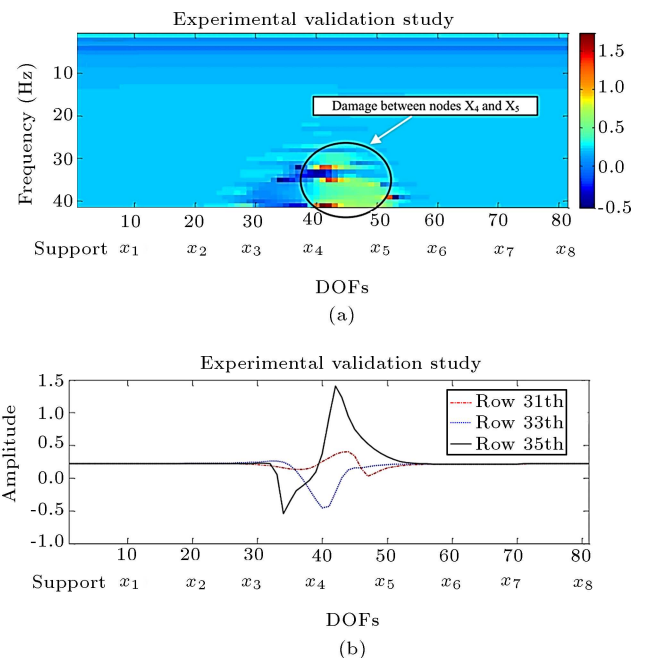 Experimental validation study
Frequency (Hz)
10
20
30
40
Damage between nodes X4 and X5
1.5
1.0
0.5
0.0
-0.5
10 20 30 40 50 60 70 80
Support x1 x2 x3 x4 x5 x6 x7 x8
DOFs
(a)
Experimental validation study
Amplitude
1.5
1.0
0.5
0.0
-0.5
-1.0
Row 31th
Row 33th
Row 35th
10 20 30 40 50 60 70 80
Support x1 x2 x3 x4 x5 x6 x7 x8
DOFs
(b)